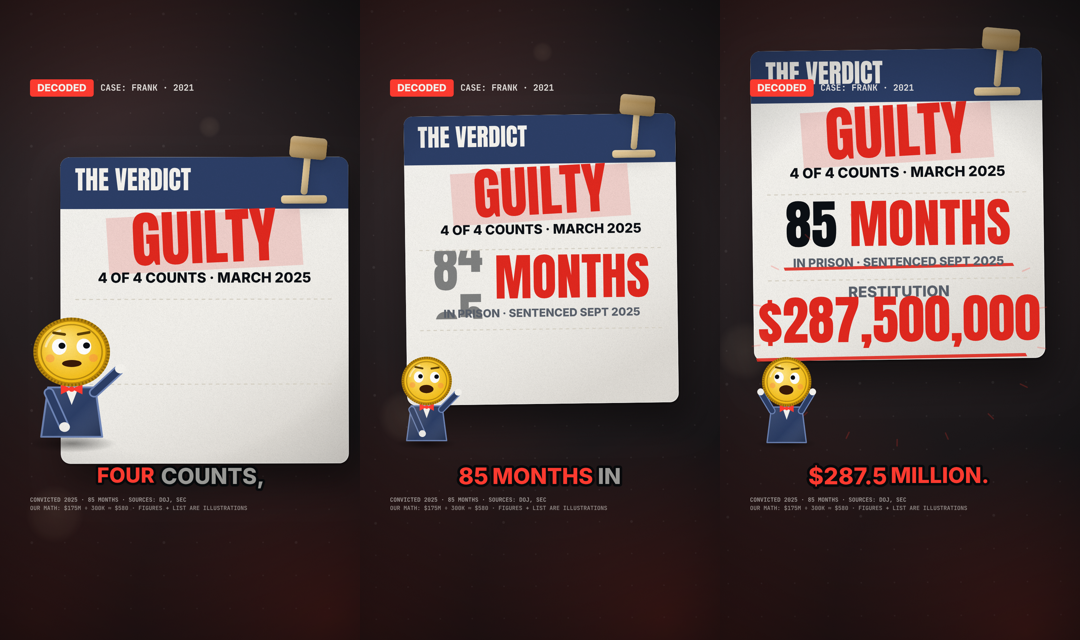 DECODED CASE: FRANK · 2021
THE VERDICT
GUILTY
4 OF 4 COUNTS · MARCH 2025
FOUR COUNTS,
CONVICTED 2025 · 85 MONTHS · SOURCES: DOJ, SEC
OUR MATH: $175M ÷ 300K ≈ $580 · FIGURES + LIST ARE ILLUSTRATIONS
DECODED CASE: FRANK · 2021
THE VERDICT
GUILTY
4 OF 4 COUNTS · MARCH 2025
84 MONTHS
5
IN PRISON · SENTENCED SEPT 2025
85 MONTHS IN
CONVICTED 2025 · 85 MONTHS · SOURCES: DOJ, SEC
OUR MATH: $175M ÷ 300K ≈ $580 · FIGURES + LIST ARE ILLUSTRATIONS
THE VERDICT
DECODED CASE: FRANK · 2021
GUILTY
4 OF 4 COUNTS · MARCH 2025
85 MONTHS
IN PRISON · SENTENCED SEPT 2025
RESTITUTION
$287,500,000
$287.5 MILLION.
CONVICTED 2025 · 85 MONTHS · SOURCES: DOJ, SEC
OUR MATH: $175M ÷ 300K ≈ $580 · FIGURES + LIST ARE ILLUSTRATIONS